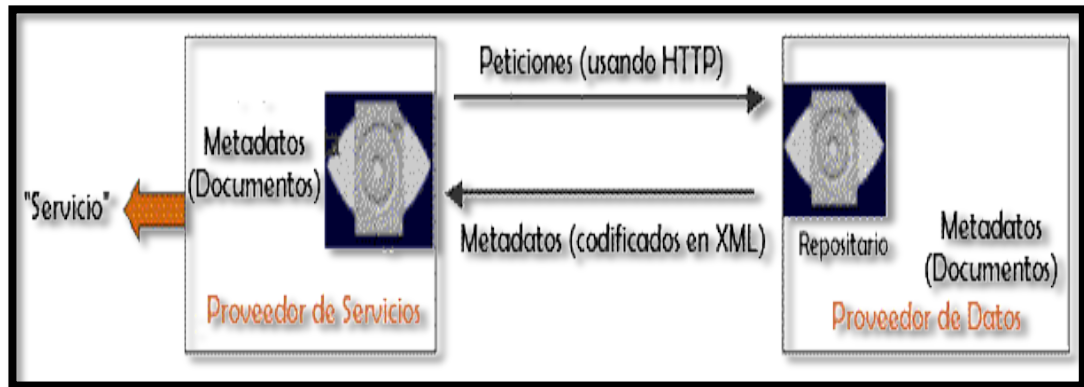 "Servicio"
Metadatos
(Documentos)
Proveedor de Servicios
Peticiones (usando HTTP)
Metadatos (codificados en XML)
Repositario
Metadatos
(Documentos)
Proveedor de Datos